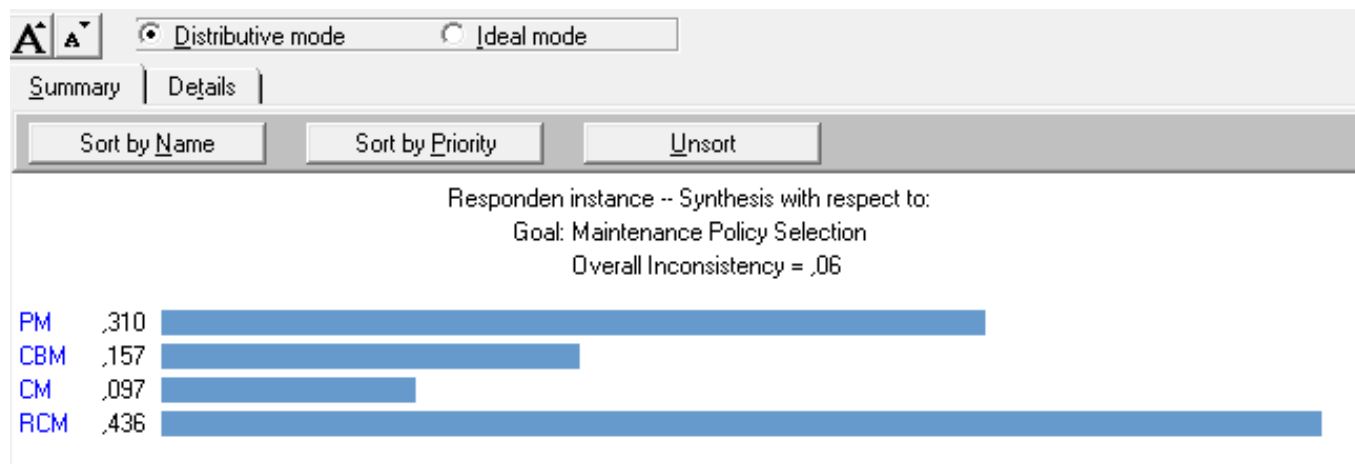 A A Distributive mode Ideal mode
Summary Details
Sort by Name Sort by Priority Unsort
Responden instance -- Synthesis with respect to:
Goal: Maintenance Policy Selection
Overall Inconsistency = ,06
PM ,310
CBM ,157
CM ,097
RCM ,436